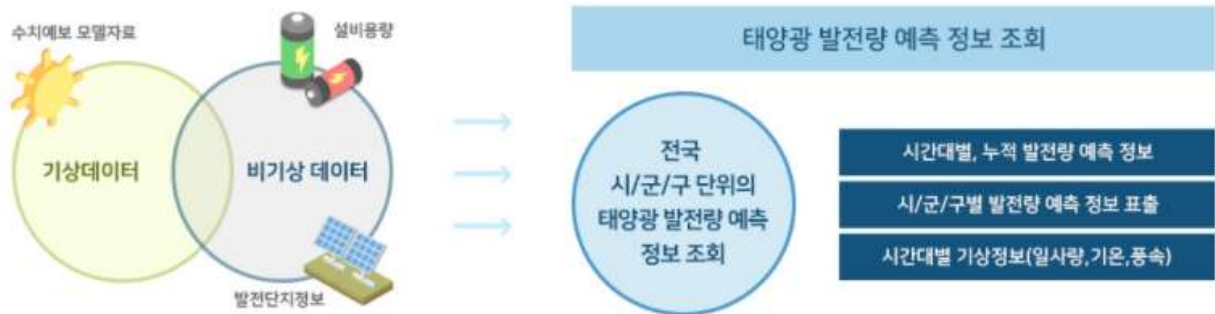 수치예보 모델자료
설비용량
기상데이터
비기상 데이터
발전단지정보
태양광 발전량 예측 정보 조회
전국
시/군/구 단위의
태양광 발전량 예측
정보 조회
시간대별, 누적 발전량 예측 정보
시/군/구별 발전량 예측 정보 표출
시간대별 기상정보(일사량,기온,풍속)